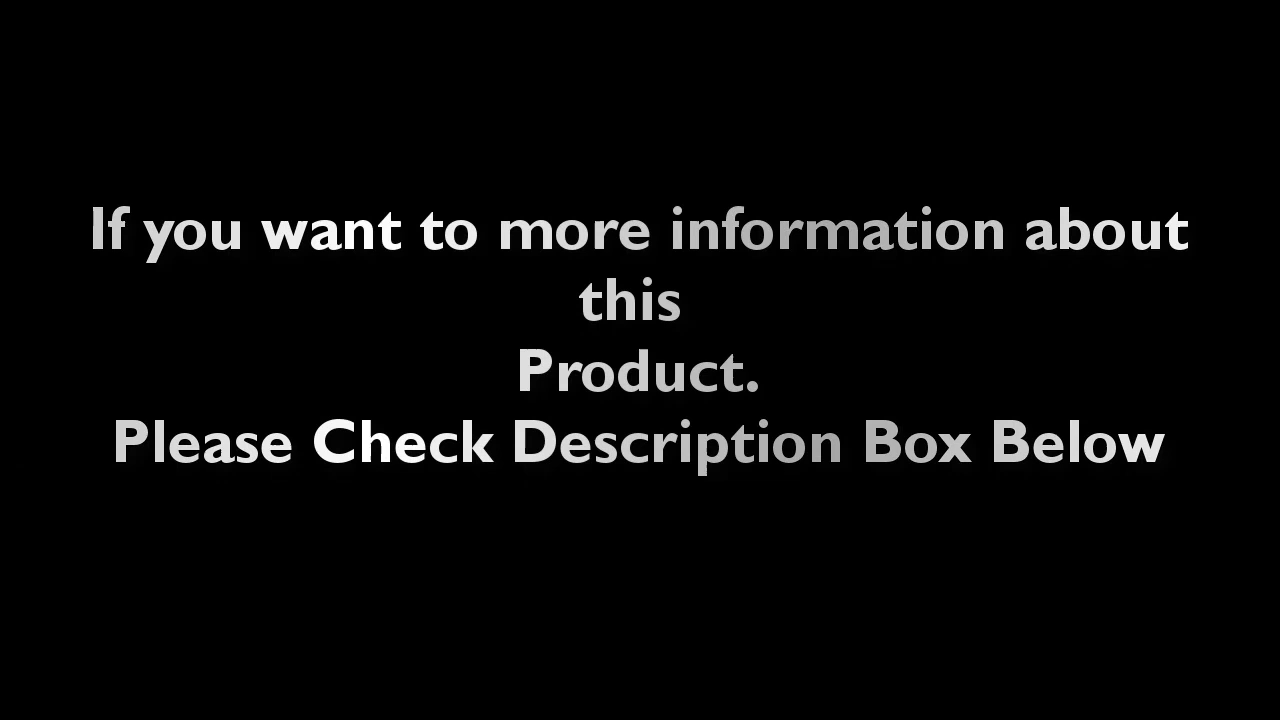 If you want to more information about
this
Product.
Please Check Description Box Below